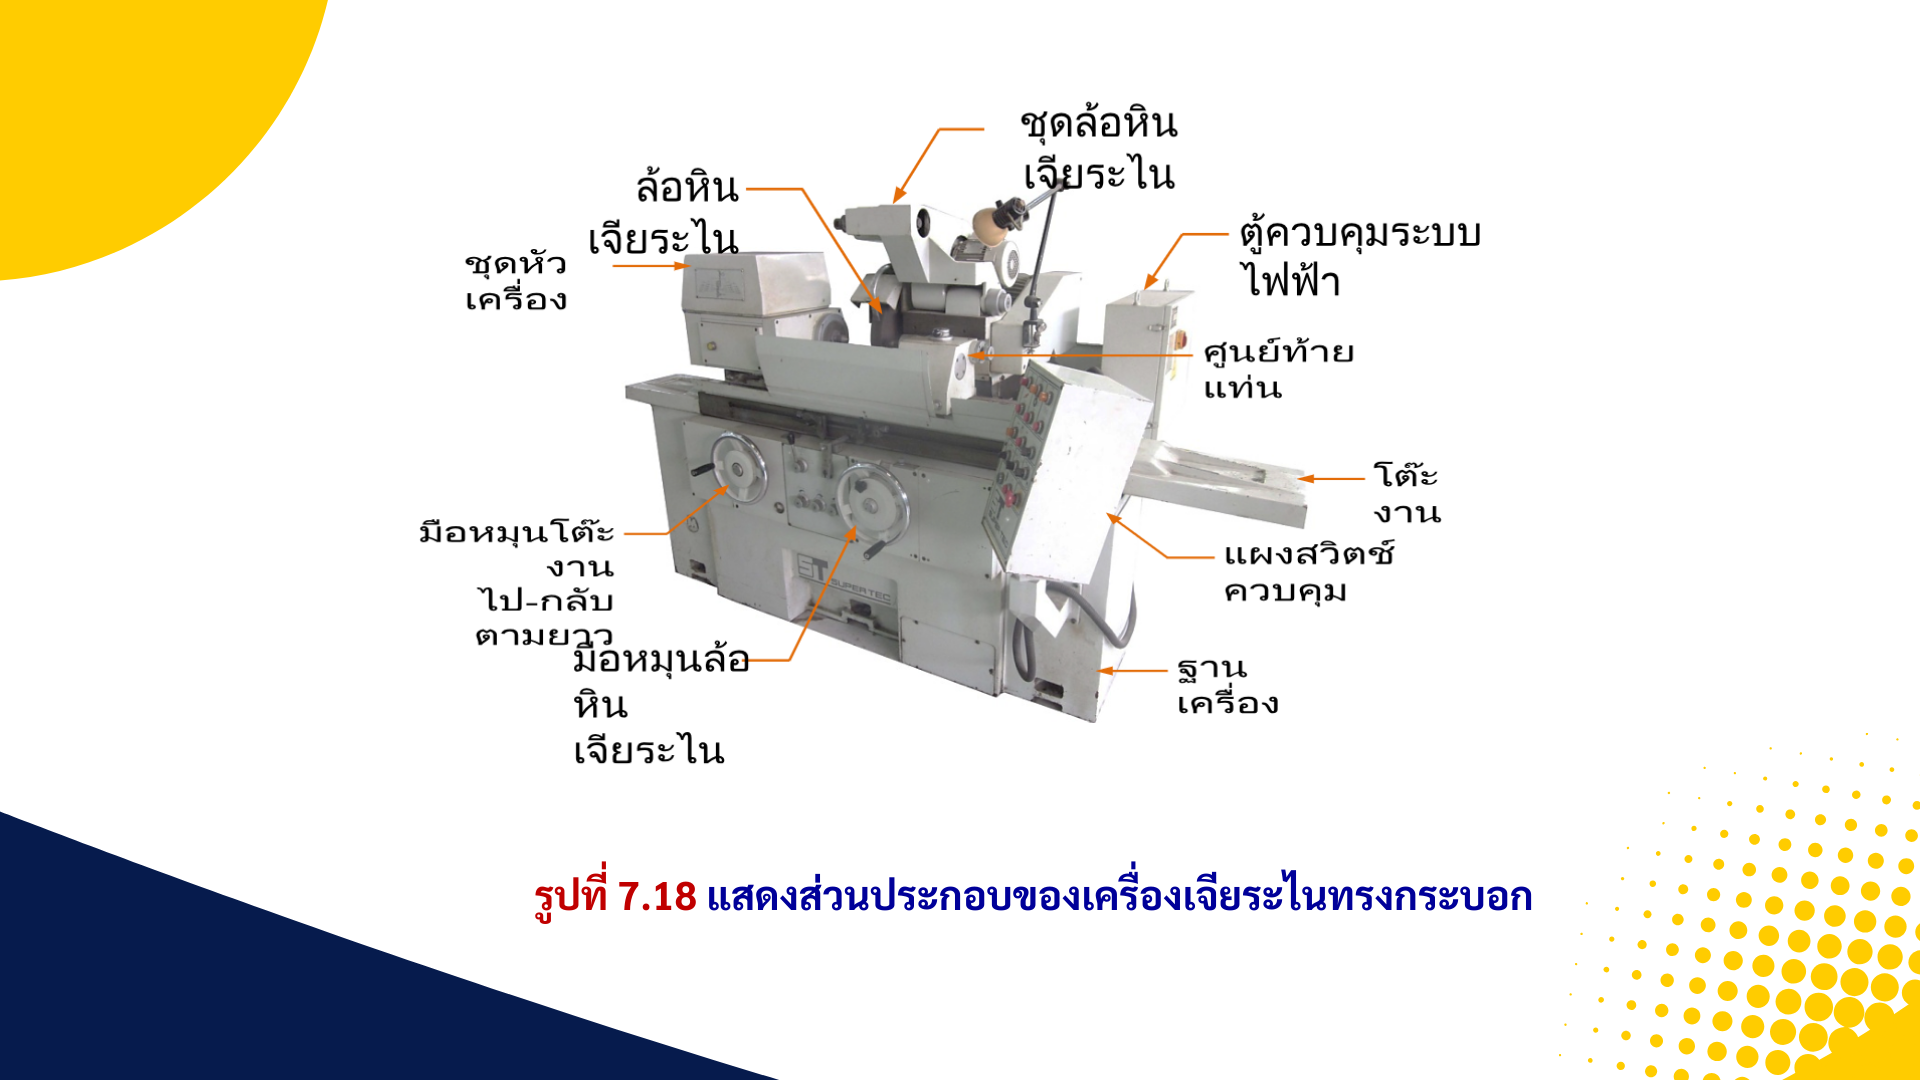 ชุดล้อหิน
เจียระไน
ล้อหิน
เจียระไน
ชุดหัว
เครื่อง
ตู้ควบคุมระบบ
ไฟฟ้า
ศูนย์ท้าย
แท่น
โต๊ะ
งาน
มือหมุนโต๊ะ
งาน
ไป-กลับ
ตามยาว
แผงสวิตช์
ควบคุม
มือหมุนล้อ
หิน
เจียระไน
ฐาน
เครื่อง
ST
SUPERTEC
รูปที่ 7.18 แสดงส่วนประกอบของเครื่องเจียระไนทรงกระบอก